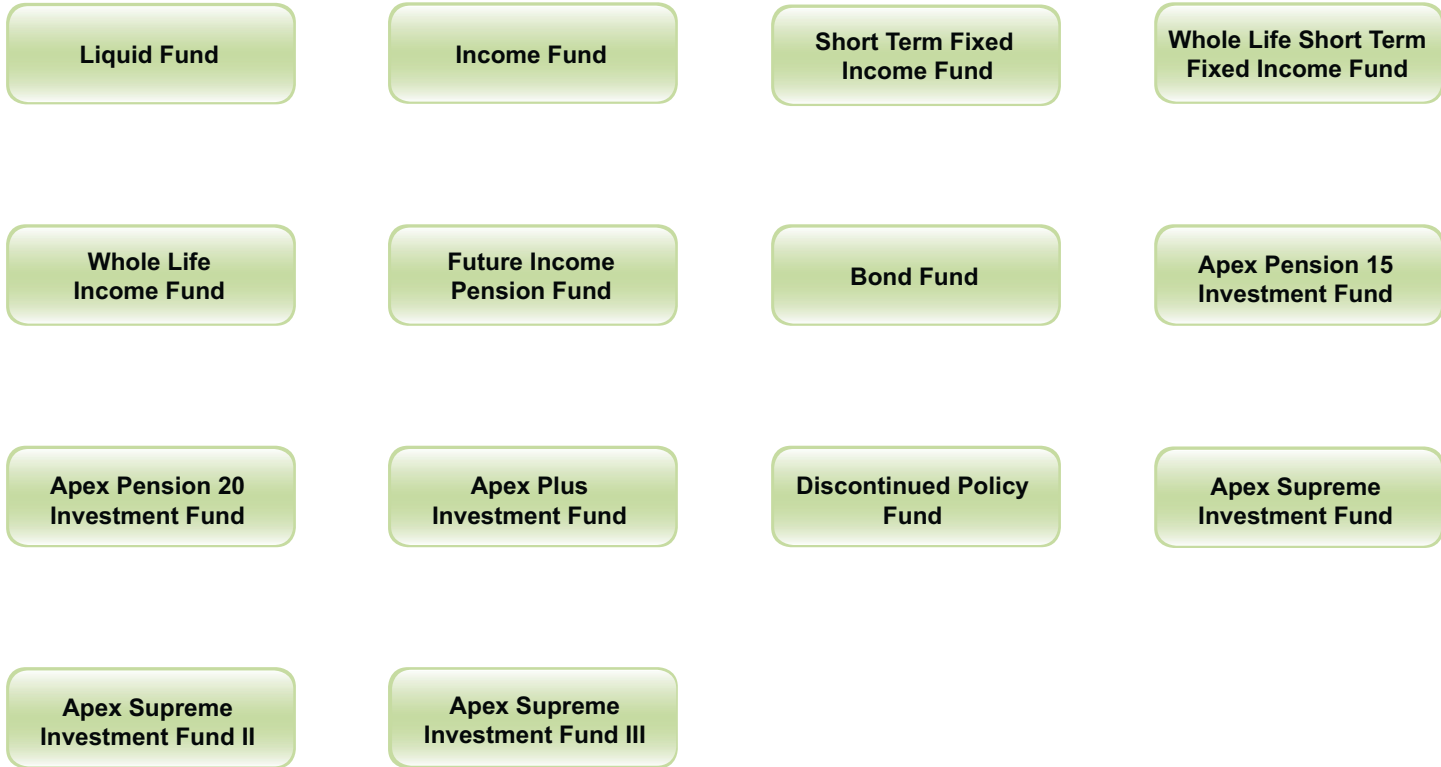 Liquid Fund
Income Fund
Short Term Fixed
Income Fund
Whole Life Short Term
Fixed Income Fund
Whole Life
Income Fund
Future Income
Pension Fund
Bond Fund
Apex Pension 15
Investment Fund
Apex Pension 20
Investment Fund
Apex Plus
Investment Fund
Discontinued Policy
Fund
Apex Supreme
Investment Fund
Apex Supreme
Investment Fund II
Apex Supreme
Investment Fund III